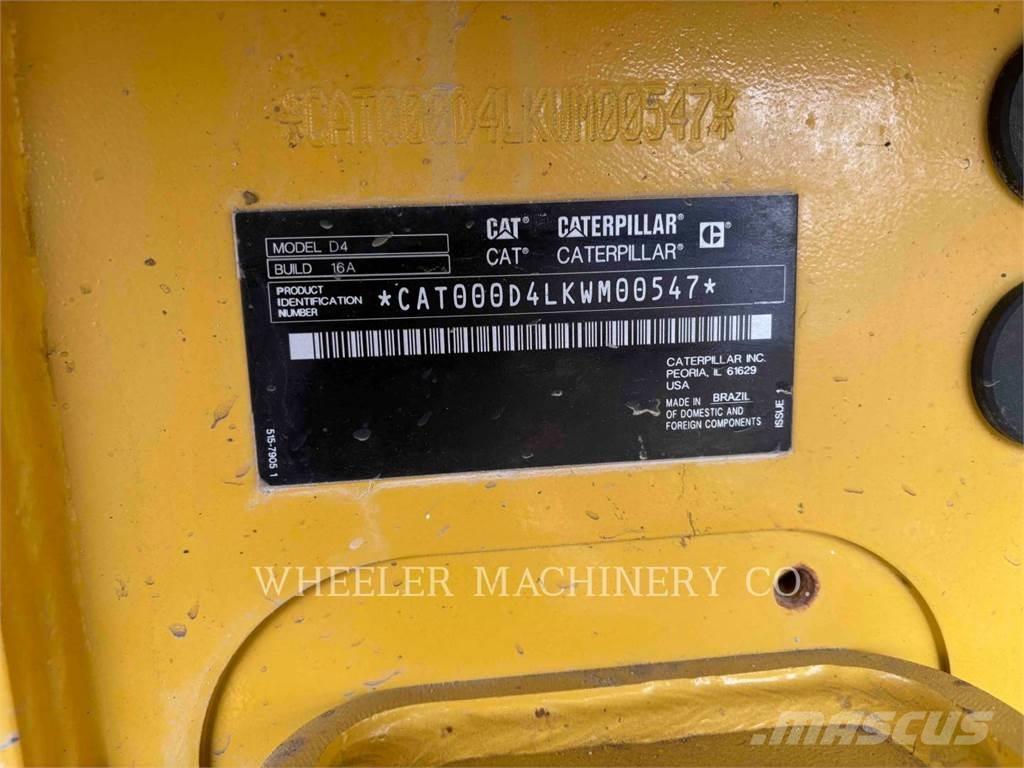 *CAT000D4LKWM00547*
CAT® CATERPILLAR® C
CAT® CATERPILLAR®
MODEL D4
BUILD 16A
PRODUCT
IDENTIFICATION
NUMBER
*CAT000D4LKWM00547*
CATERPILLAR INC.
PEORIA, IL 61629
USA
MADE IN BRAZIL
OF DOMESTIC AND
FOREIGN COMPONENTS
ISSUE 1
515-7905 1
WHEELER MACHINERY CO
MASCUS